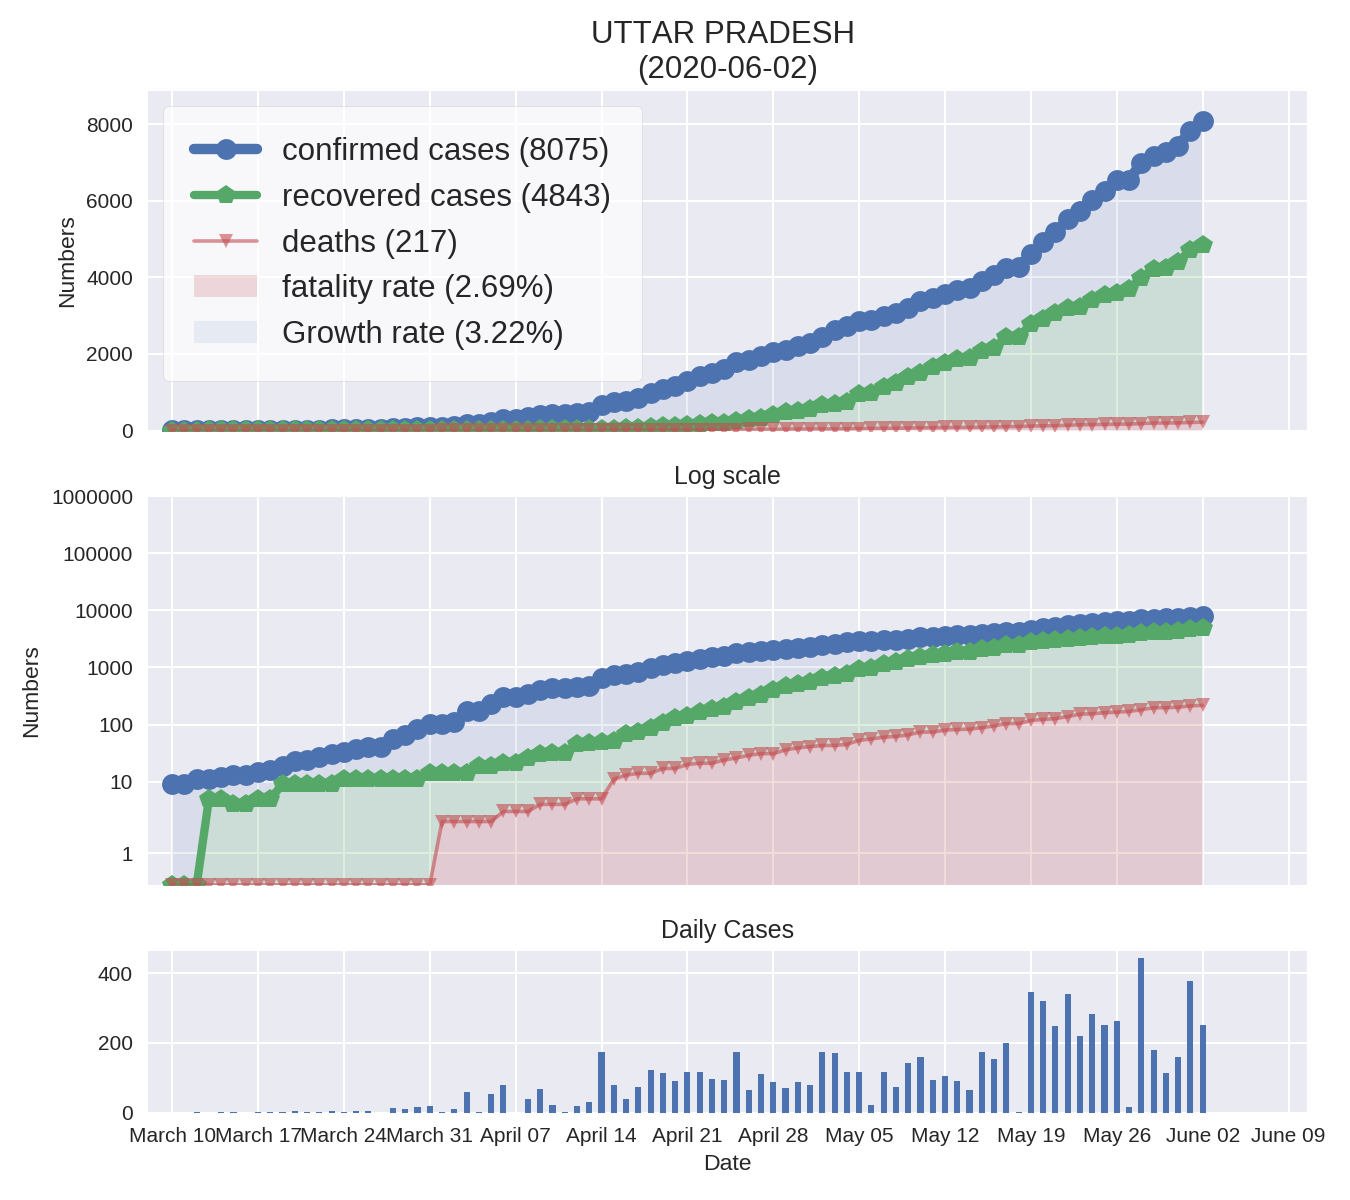 UTTAR PRADESH
(2020-06-02)
8000
6000
4000
2000
0
Numbers
confirmed cases (8075)
recovered cases (4843)
deaths (217)
fatality rate (2.69%)
Growth rate (3.22%)
Log scale
1000000
100000
10000
1000
100
10
1
Numbers
Daily Cases
400
200
0
March 10 March 17 March 24 March 31 April 07 April 14 April 21 April 28 May 05 May 12 May 19 May 26 June 02 June 09
Date